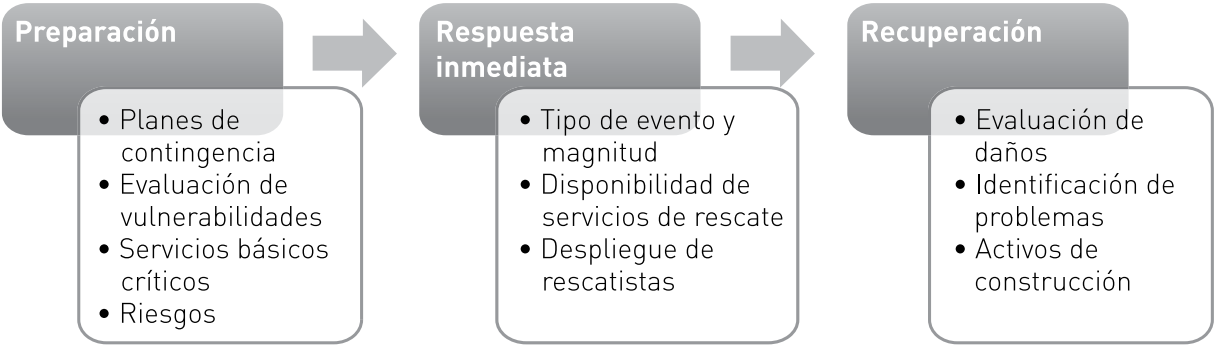 Preparación
• Planes de
contingencia
• Evaluación de
vulnerabilidades
• Servicios básicos
críticos
• Riesgos
Respuesta
inmediata
• Tipo de evento y
magnitud
• Disponibilidad de
servicios de rescate
• Despliegue de
rescatistas
Recuperación
• Evaluación de
daños
• Identificación de
problemas
• Activos de
construcción